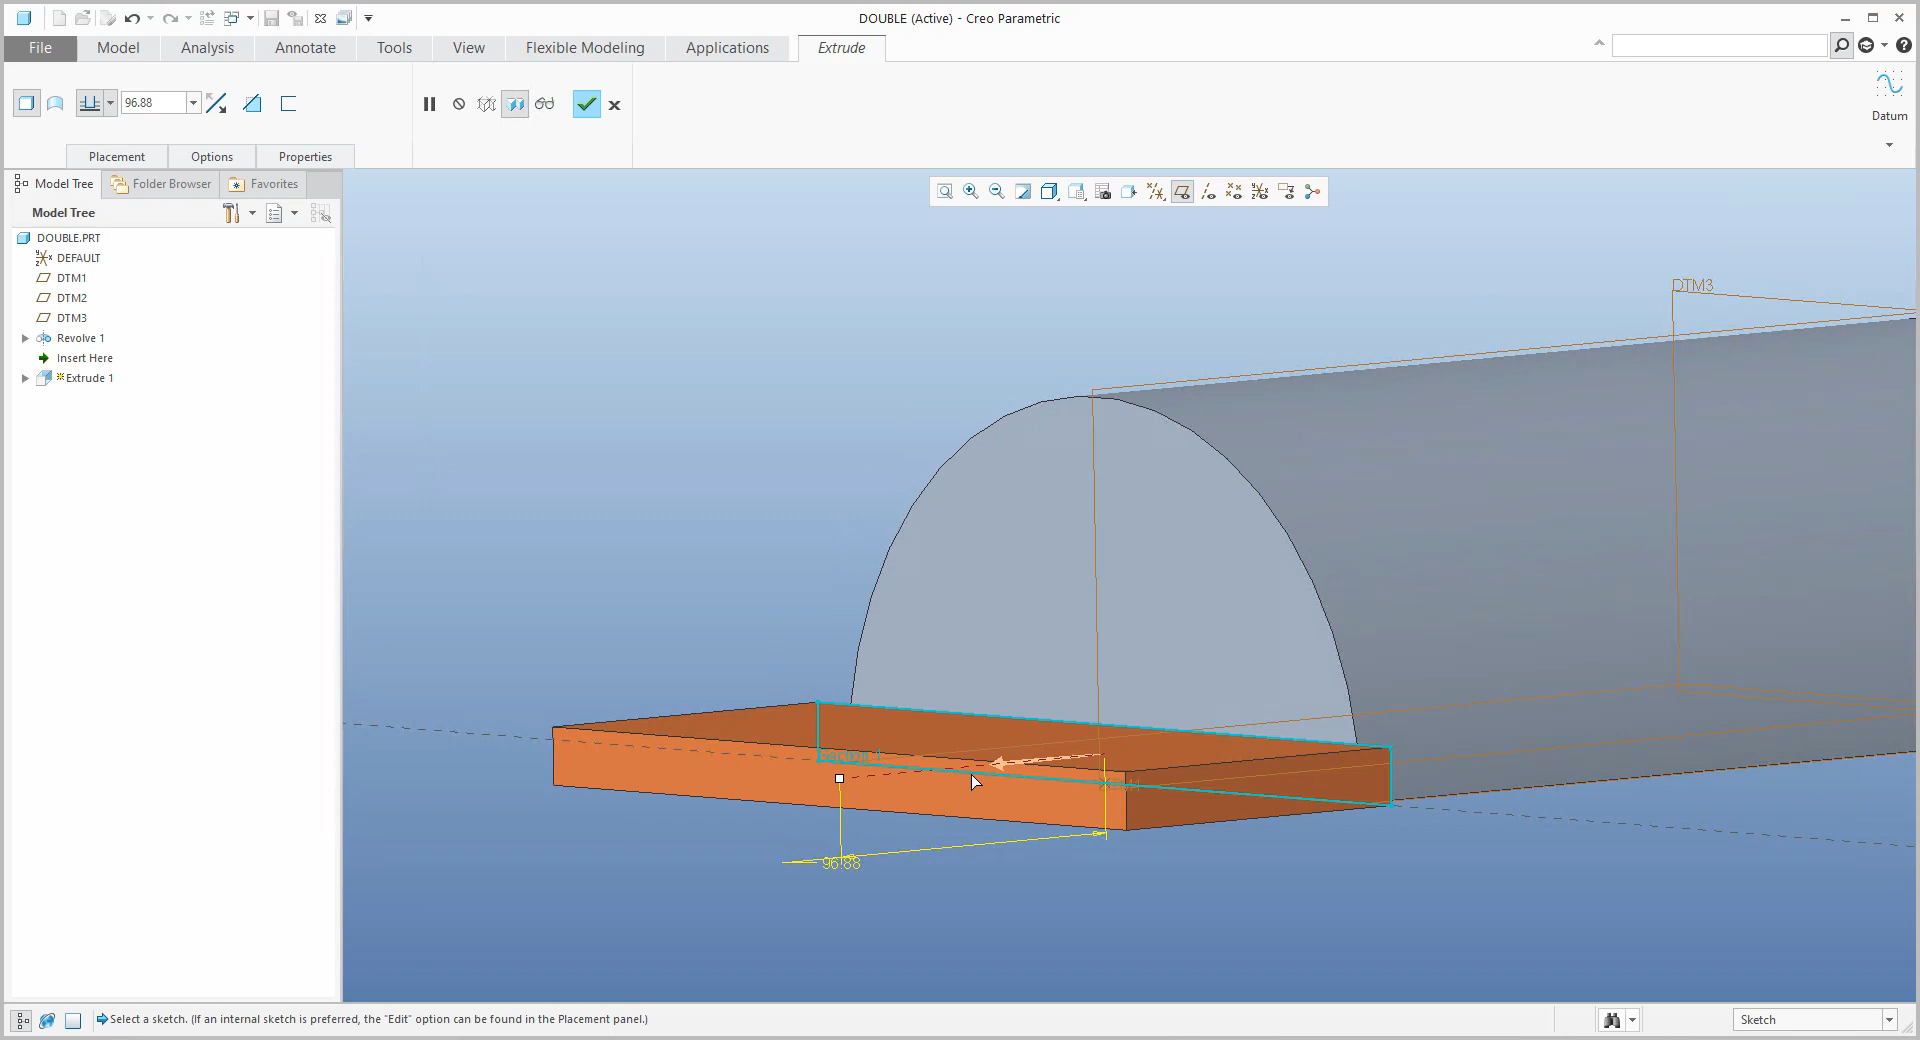 DOUBLE (Active) - Creo Parametric
File Model Analysis Annotate Tools View Flexible Modeling Applications Extrude
96.88
Datum
Placement Options Properties
Model Tree Folder Browser Favorites
Model Tree
DOUBLE.PRT
DEFAULT
DTM1
DTM2
DTM3
Revolve 1
Insert Here
Extrude 1
DTM3
96.88
Select a sketch. (If an internal sketch is preferred, the "Edit" option can be found in the Placement panel.)
Sketch